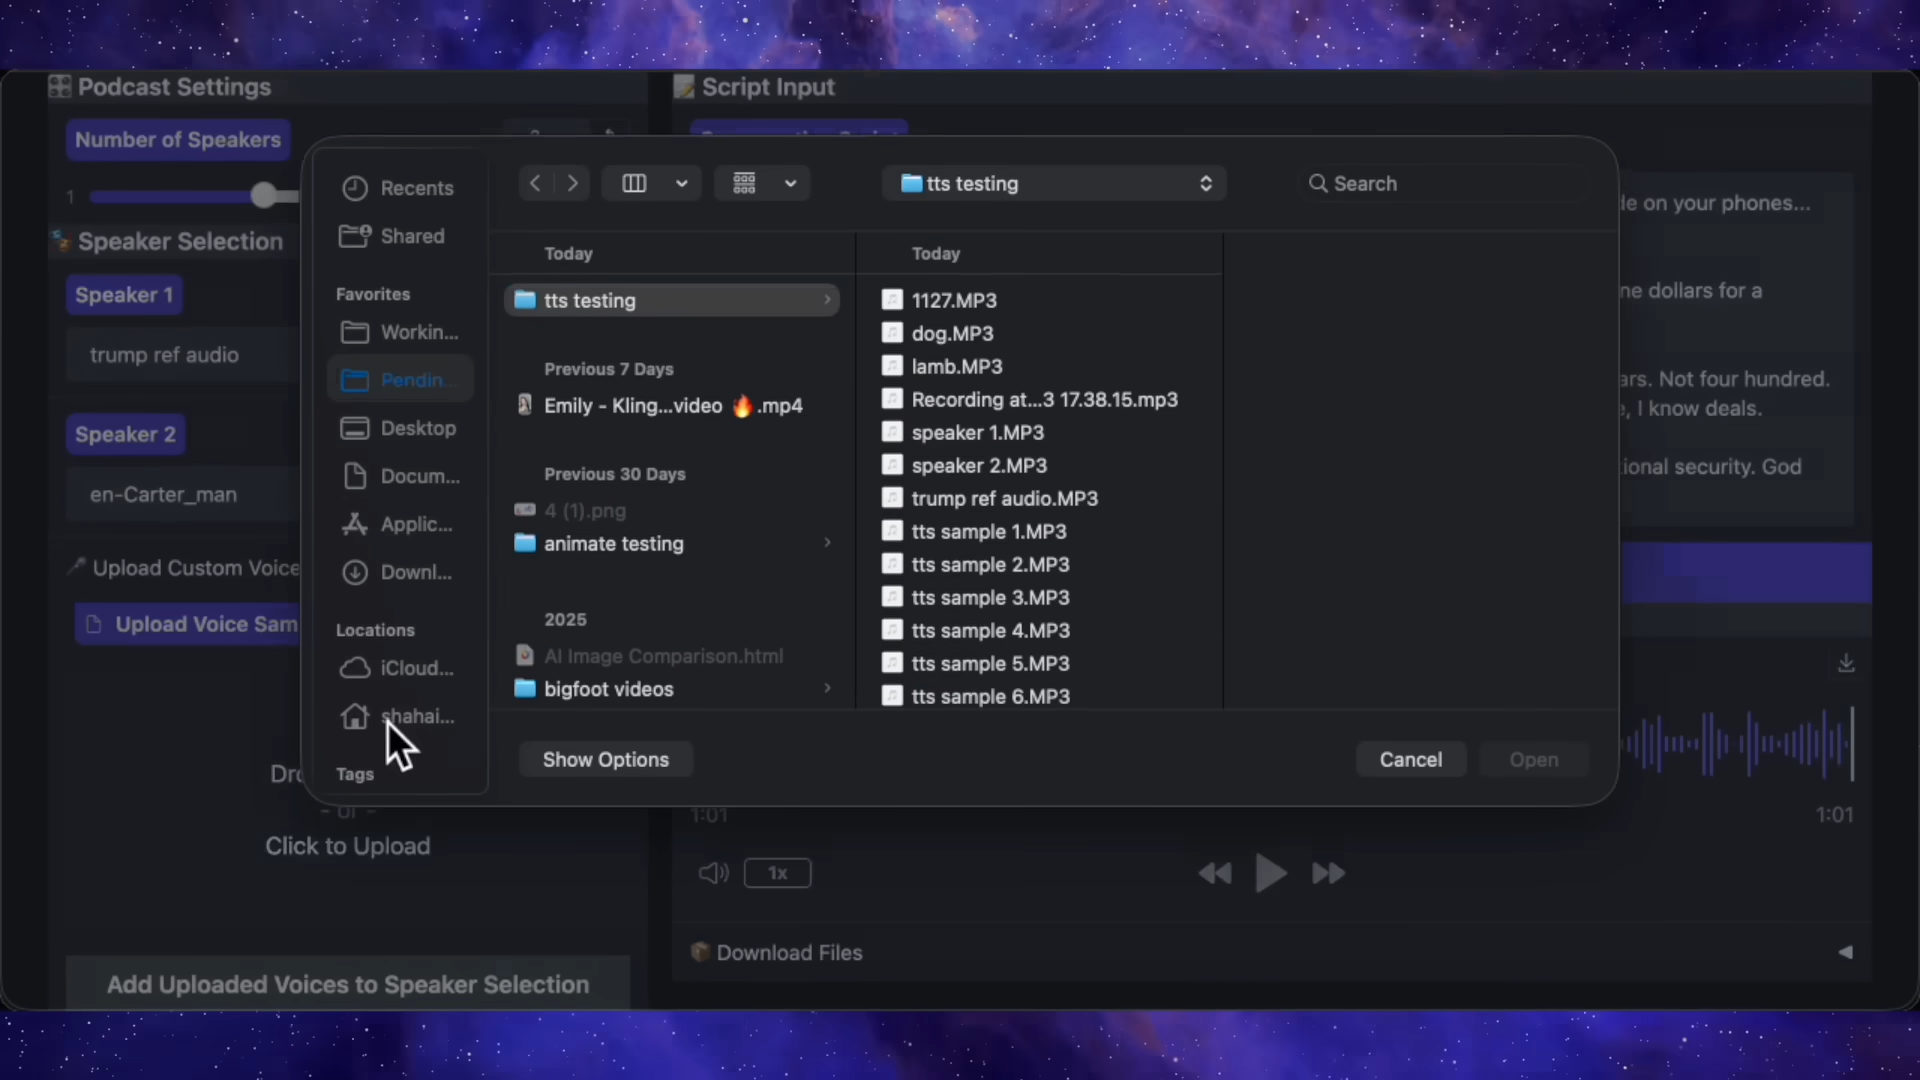 Podcast Settings
Number of Speakers
1
Speaker Selection
Speaker 1
trump ref audio
Speaker 2
en-Carter_man
Upload Custom Voice
Upload Voice Sam
- or -
Click to Upload
Add Uploaded Voices to Speaker Selection
Recents
Shared
Favorites
Workin...
Pendin...
Desktop
Docum...
Applic...
Downl...
Locations
iCloud...
shahai...
Tags
tts testing
Search
Today
tts testing
Previous 7 Days
Emily - Kling...video 🔥.mp4
Previous 30 Days
4 (1).png
animate testing
2025
AI Image Comparison.html
bigfoot videos
Today
1127.MP3
dog.MP3
lamb.MP3
Recording at...3 17.38.15.mp3
speaker 1.MP3
speaker 2.MP3
trump ref audio.MP3
tts sample 1.MP3
tts sample 2.MP3
tts sample 3.MP3
tts sample 4.MP3
tts sample 5.MP3
tts sample 6.MP3
Show Options
Cancel
Open
Script Input
de on your phones...
ne dollars for a
ars. Not four hundred.
, I know deals.
ional security. God
1:01
1:01
1x
Download Files